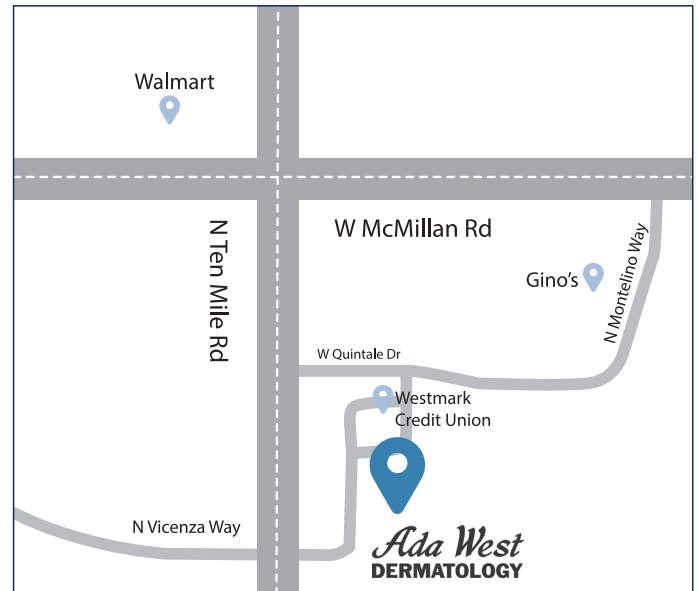 Walmart
W McMillan Rd
N Ten Mile Rd
Gino's
N Montelino Way
W Quintale Dr
Westmark
Credit Union
N Vicenza Way
Ada West
DERMATOLOGY